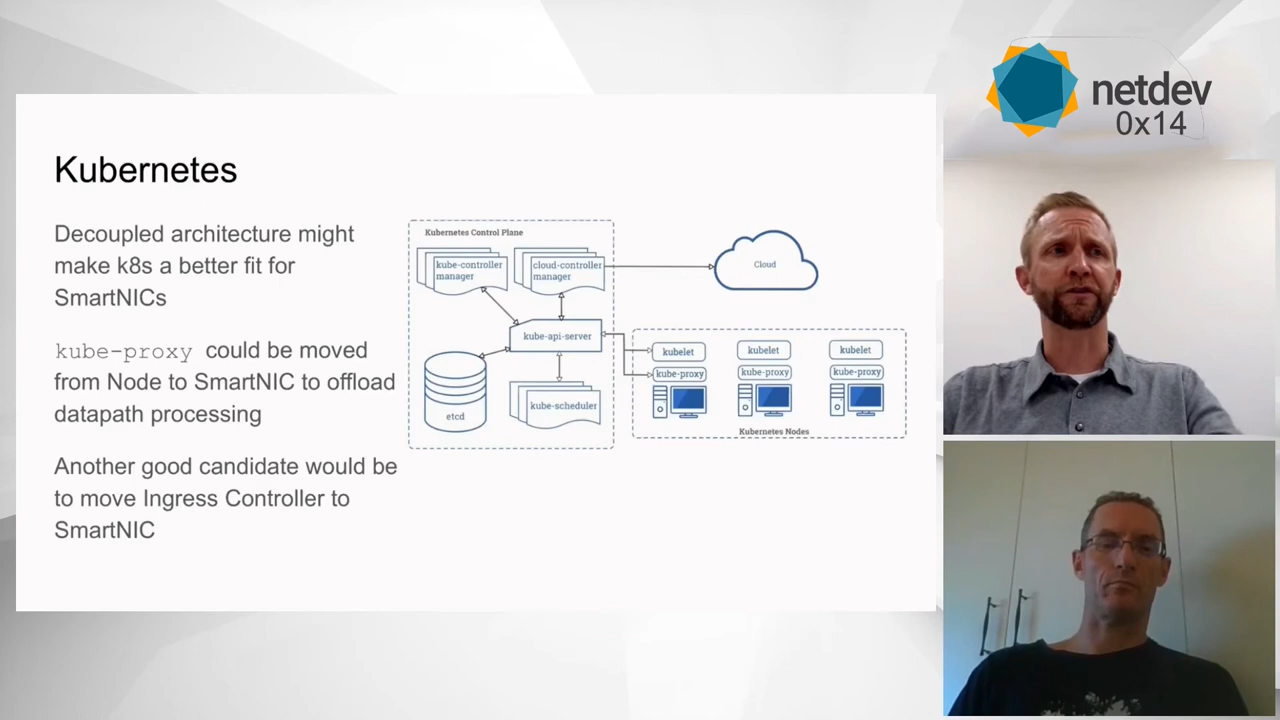 netdev
0x14
Kubernetes
Decoupled architecture might
make k8s a better fit for
SmartNICs
kube-proxy could be moved
from Node to SmartNIC to offload
datapath processing
Another good candidate would be
to move Ingress Controller to
SmartNIC
Kubernetes Control Plane
kube-controller
manager
cloud-controller
manager
Cloud
kube-api-server
etcd
kube-scheduler
kubelet
kubelet
kubelet
kube-proxy
kube-proxy
kube-proxy
Kubernetes Nodes